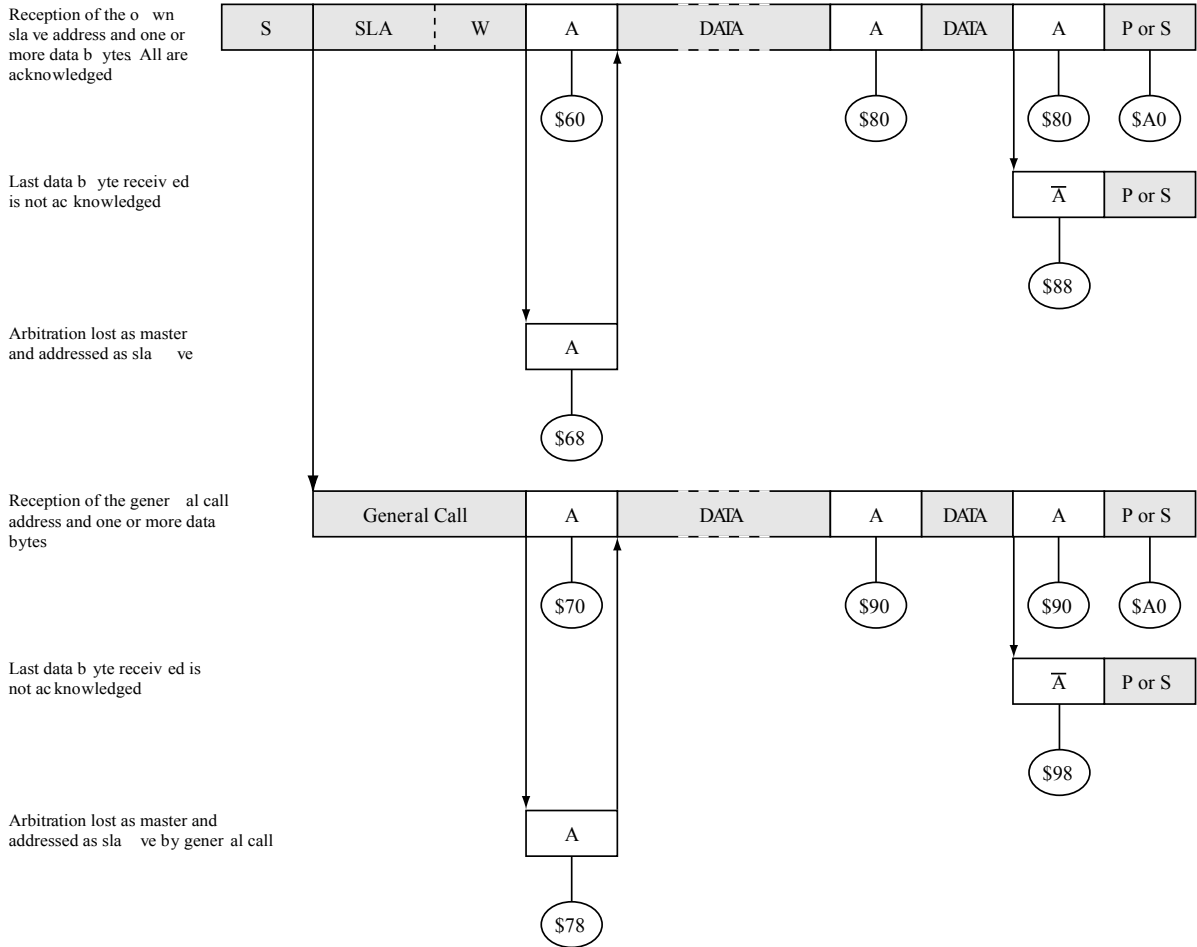 Reception of the o wn
sla ve address and one or
more data b ytes. All are
acknowledged
S SLA W A DATA A DATA A P or S
$60 $80 $80 $A0
Last data b yte receiv ed
is not ac knowledged
A P or S
$88
Arbitration lost as master
and addressed as sla ve
A
$68
Reception of the gener al call
address and one or more data
bytes
General Call A DATA A DATA A P or S
$70 $90 $90 $A0
Last data b yte receiv ed is
not ac knowledged
A P or S
$98
Arbitration lost as master and
addressed as sla ve by gener al call
A
$78